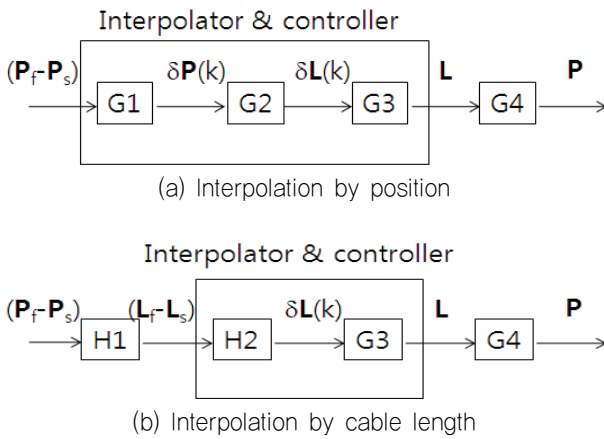 Interpolator & controller
(Pf-Ps) δP(k) δL(k) L P
G1 G2 G3 G4
(a) Interpolation by position
Interpolator & controller
(Pf-Ps) (Lf-Ls) δL(k) L P
H1 H2 G3 G4
(b) Interpolation by cable length